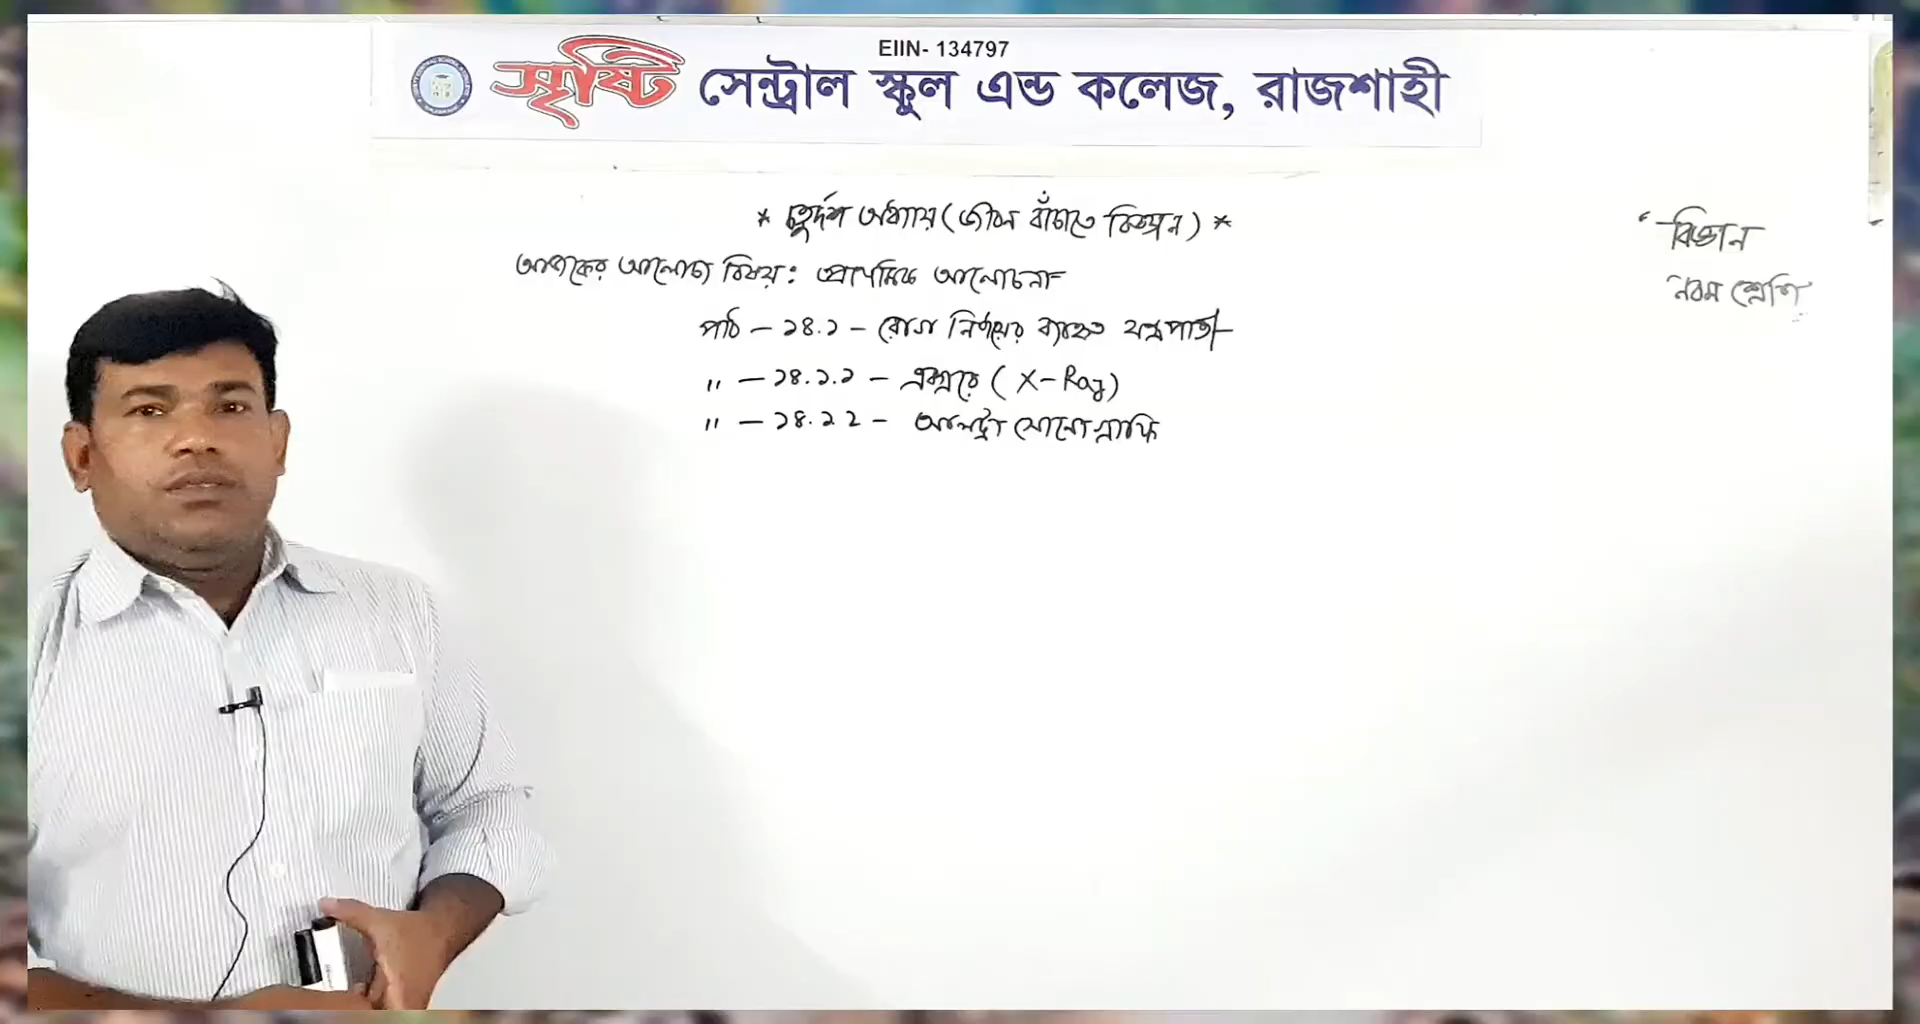 EIIN- 134797
সৃষ্টি সেন্ট্রাল স্কুল এন্ড কলেজ, রাজশাহী
* চতুর্দশ অধ্যায় (জীবন বাঁচাতে বিজ্ঞান) *
"বিজ্ঞান
নবম শ্রেণি
আজকের আলোচ্য বিষয়: প্রাথমিক আলোচনা
পাঠ - ১৪.১ - রোগ নির্ণয়ের ব্যবহৃত যন্ত্রপাতি
" - ১৪.১.১ - এক্সরে (X-Ray)
" - ১৪.১২ - আলট্রাসোনোগ্রাফি